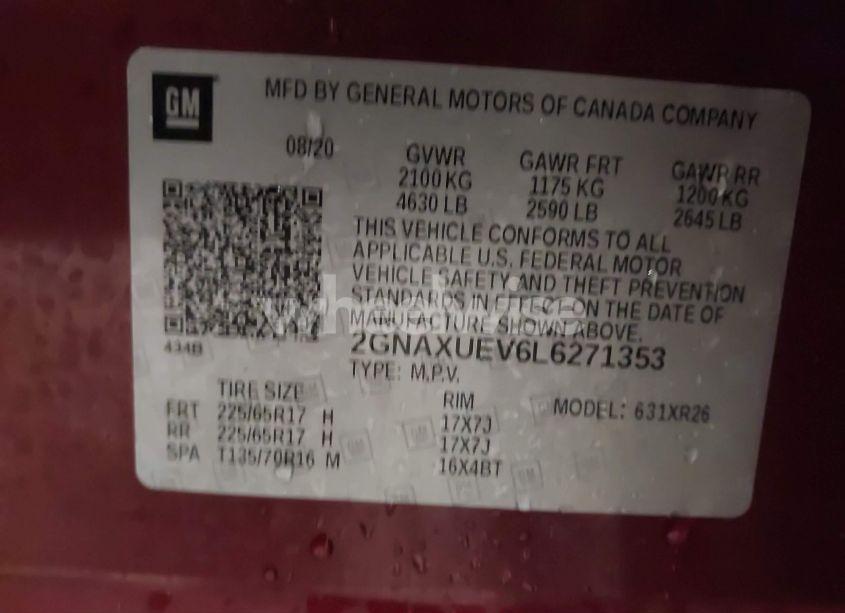 GM
MFD BY GENERAL MOTORS OF CANADA COMPANY
08/20
GVWR GAWR FRT GAWR RR
2100 KG 1175 KG 1200 KG
4630 LB 2590 LB 2645 LB
THIS VEHICLE CONFORMS TO ALL
APPLICABLE U.S. FEDERAL MOTOR
VEHICLE SAFETY AND THEFT PREVENTION
STANDARDS IN EFFECT ON THE DATE OF
MANUFACTURE SHOWN ABOVE.
2GNAXUEV6L6271353
434B
TYPE: M.P.V.
TIRE SIZE RIM MODEL: 631XR26
FRT 225/65R17 H 17X7J
RR 225/65R17 H 17X7J
SPA T135/70R16 M 16X4BT